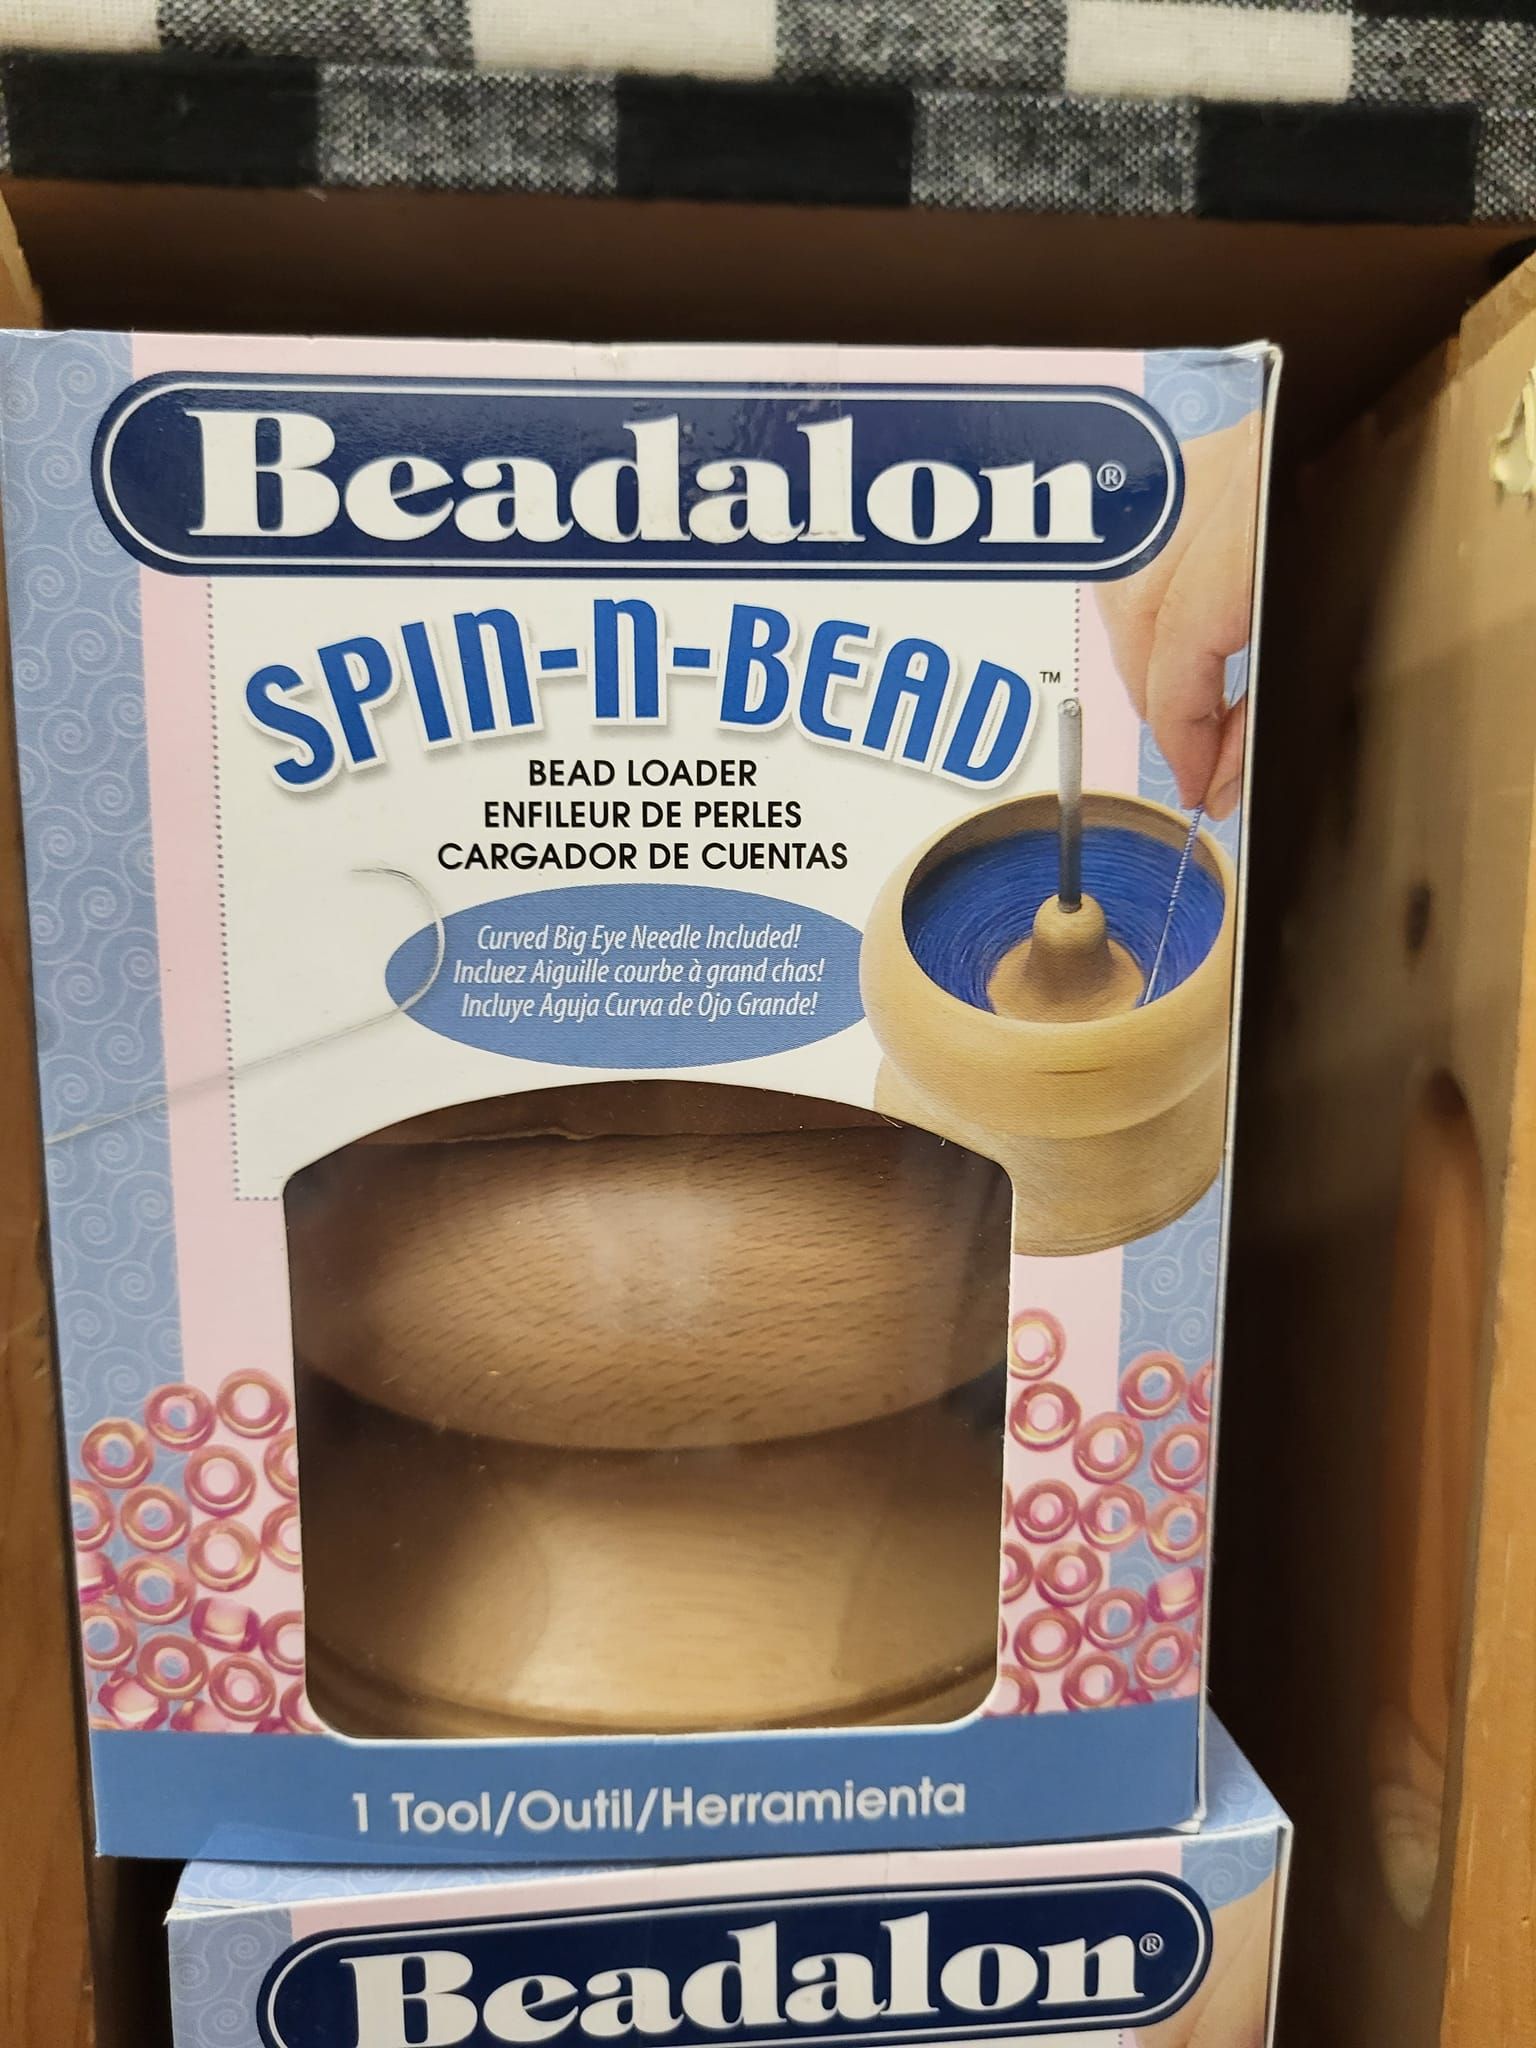 Beadalon®
SPIN-N-BEAD™
BEAD LOADER
ENFILEUR DE PERLES
CARGADOR DE CUENTAS
Curved Big Eye Needle Included!
Incluez Aiguille courbe à grand chas!
Incluye Aguja Curva de Ojo Grande!
1 Tool/Outil/Herramienta
Beadalon®